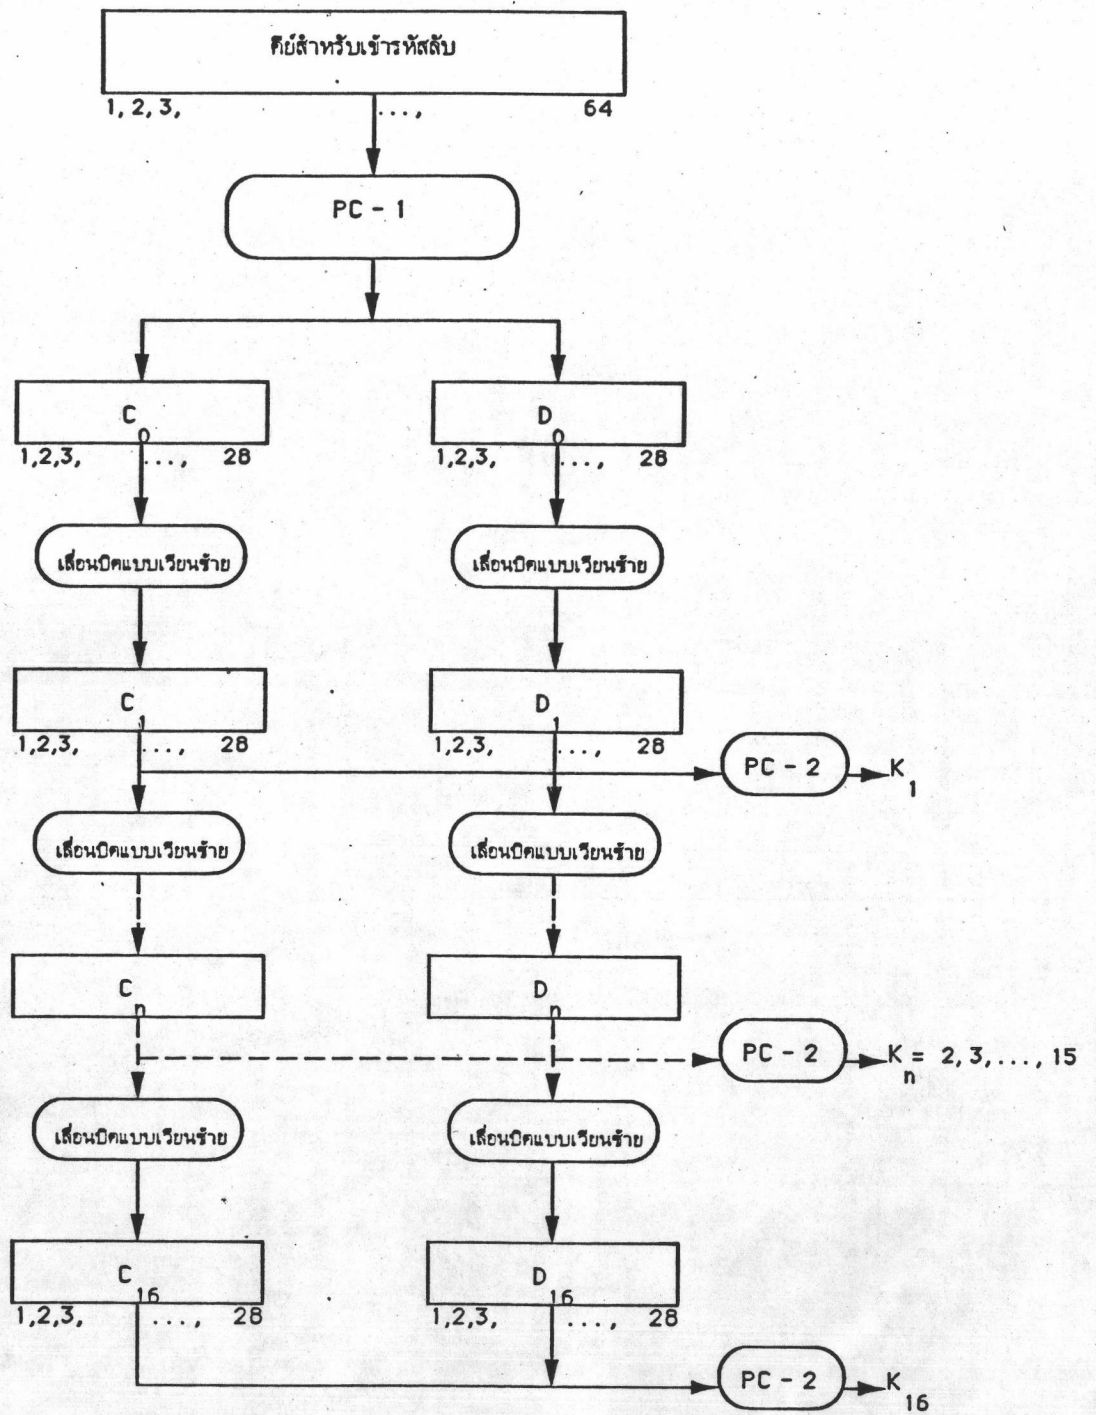 คีย์สำหรับเข้ารหัสลับ
1, 2, 3, ..., 64
PC - 1
C0 D0
1,2,3, ..., 28 1,2,3, ..., 28
เลื่อนบิตแบบเวียนซ้าย เลื่อนบิตแบบเวียนซ้าย
C1 D1
1,2,3, ..., 28 1,2,3, ..., 28
PC - 2 K1
เลื่อนบิตแบบเวียนซ้าย เลื่อนบิตแบบเวียนซ้าย
Cn Dn
PC - 2 Kn = 2, 3, ..., 15
เลื่อนบิตแบบเวียนซ้าย เลื่อนบิตแบบเวียนซ้าย
C16 D16
1,2,3, ..., 28 1,2,3, ..., 28
PC - 2 K16